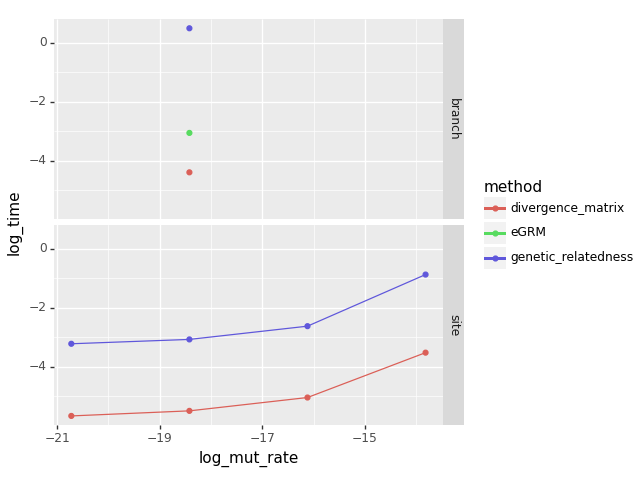 0
−2
−4
branch
0
−2
−4
site
−21
−19
−17
−15
log_mut_rate
log_time
method
divergence_matrix
eGRM
genetic_relatedness